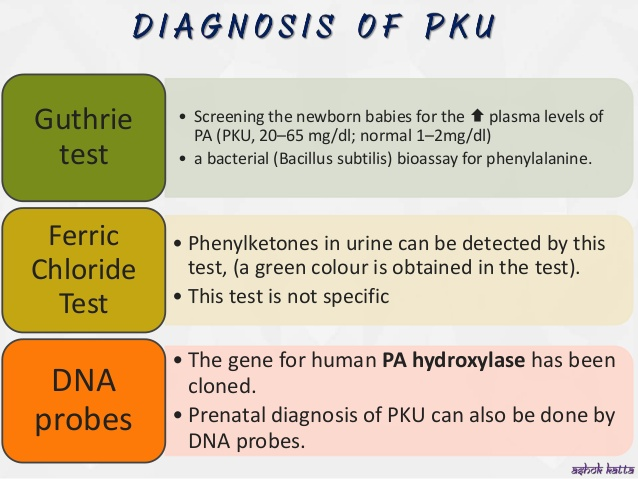 DIAGNOSIS OF PKU
Guthrie
test
• Screening the newborn babies for the ⬆ plasma levels of
PA (PKU, 20–65 mg/dl; normal 1–2mg/dl)
• a bacterial (Bacillus subtilis) bioassay for phenylalanine.
Ferric
Chloride
Test
• Phenylketones in urine can be detected by this
test, (a green colour is obtained in the test).
• This test is not specific
DNA
probes
• The gene for human PA hydroxylase has been
cloned.
• Prenatal diagnosis of PKU can also be done by
DNA probes.
ASHOK KATTA